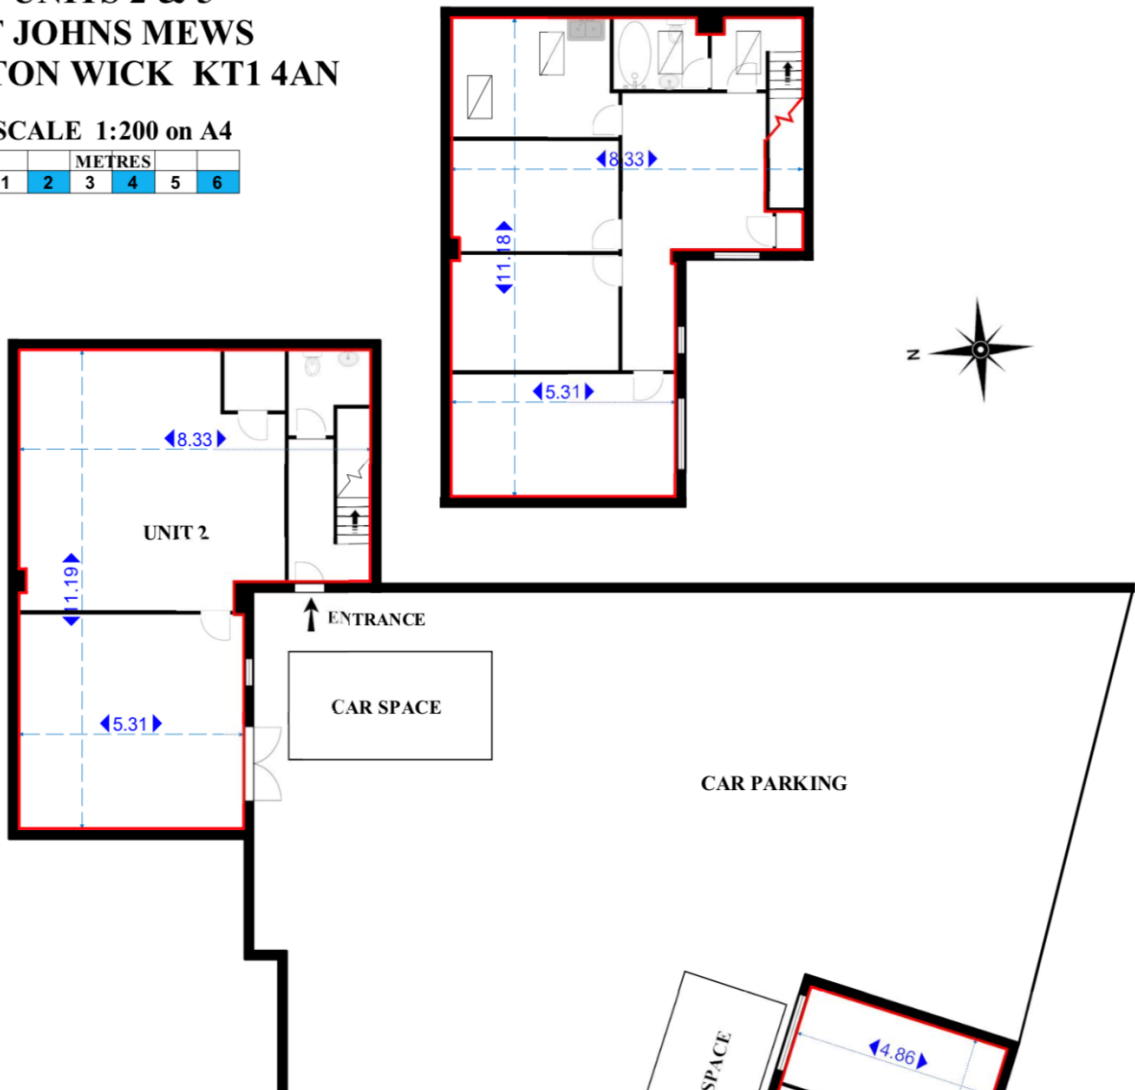 UNITS 2 &
JOHNS MEWS
TON WICK KT1 4AN
SCALE 1:200 on A4
METRES
1 2 3 4 5 6
8.33
11.18
5.31
N
8.33
UNIT 2
11.19
ENTRANCE
CAR SPACE
5.31
CAR PARKING
SPACE
4.86